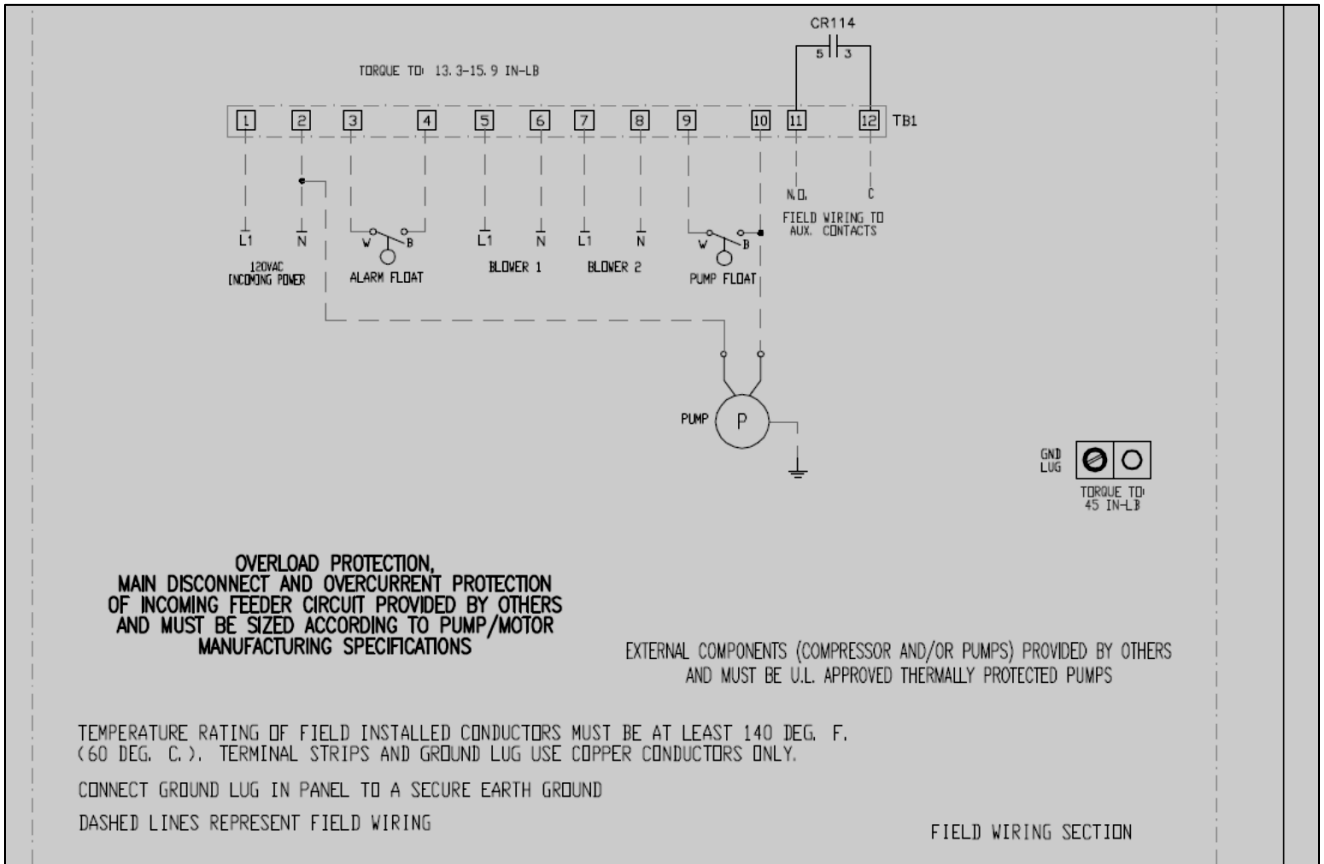 CR114
5 3
TORQUE TO: 13.3-15.9 IN-LB
1 2 3 4 5 6 7 8 9 10 11 12 TB1
N.O. C
FIELD WIRING TO
AUX. CONTACTS
L1 N W B L1 N L1 N W B
120VAC
INCOMING POWER
ALARM FLOAT
BLOWER 1
BLOWER 2
PUMP FLOAT
PUMP P
GND
LUG
TORQUE TO:
45 IN-LB
OVERLOAD PROTECTION,
MAIN DISCONNECT AND OVERCURRENT PROTECTION
OF INCOMING FEEDER CIRCUIT PROVIDED BY OTHERS
AND MUST BE SIZED ACCORDING TO PUMP/MOTOR
MANUFACTURING SPECIFICATIONS
EXTERNAL COMPONENTS (COMPRESSOR AND/OR PUMPS) PROVIDED BY OTHERS
AND MUST BE U.L. APPROVED THERMALLY PROTECTED PUMPS
TEMPERATURE RATING OF FIELD INSTALLED CONDUCTORS MUST BE AT LEAST 140 DEG. F.
(60 DEG. C.). TERMINAL STRIPS AND GROUND LUG USE COPPER CONDUCTORS ONLY.
CONNECT GROUND LUG IN PANEL TO A SECURE EARTH GROUND
DASHED LINES REPRESENT FIELD WIRING
FIELD WIRING SECTION